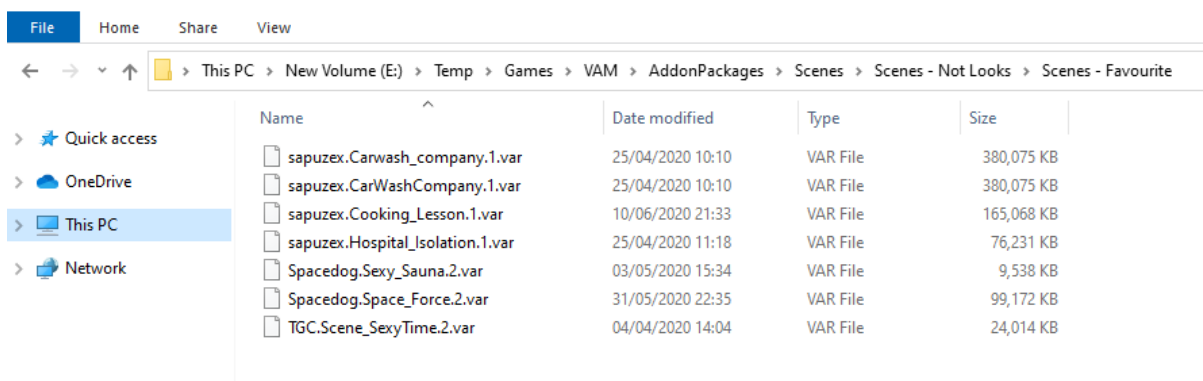 File Home Share View
This PC > New Volume (E:) > Temp > Games > VAM > AddonPackages > Scenes > Scenes - Not Looks > Scenes - Favourite
Name Date modified Type Size
Quick access
OneDrive
This PC
Network
sapuzex.Carwash_company.1.var 25/04/2020 10:10 VAR File 380,075 KB
sapuzex.CarWashCompany.1.var 25/04/2020 10:10 VAR File 380,075 KB
sapuzex.Cooking_Lesson.1.var 10/06/2020 21:33 VAR File 165,068 KB
sapuzex.Hospital_Isolation.1.var 25/04/2020 11:18 VAR File 76,231 KB
Spacedog.Sexy_Sauna.2.var 03/05/2020 15:34 VAR File 9,538 KB
Spacedog.Space_Force.2.var 31/05/2020 22:35 VAR File 99,172 KB
TGC.Scene_SexyTime.2.var 04/04/2020 14:04 VAR File 24,014 KB